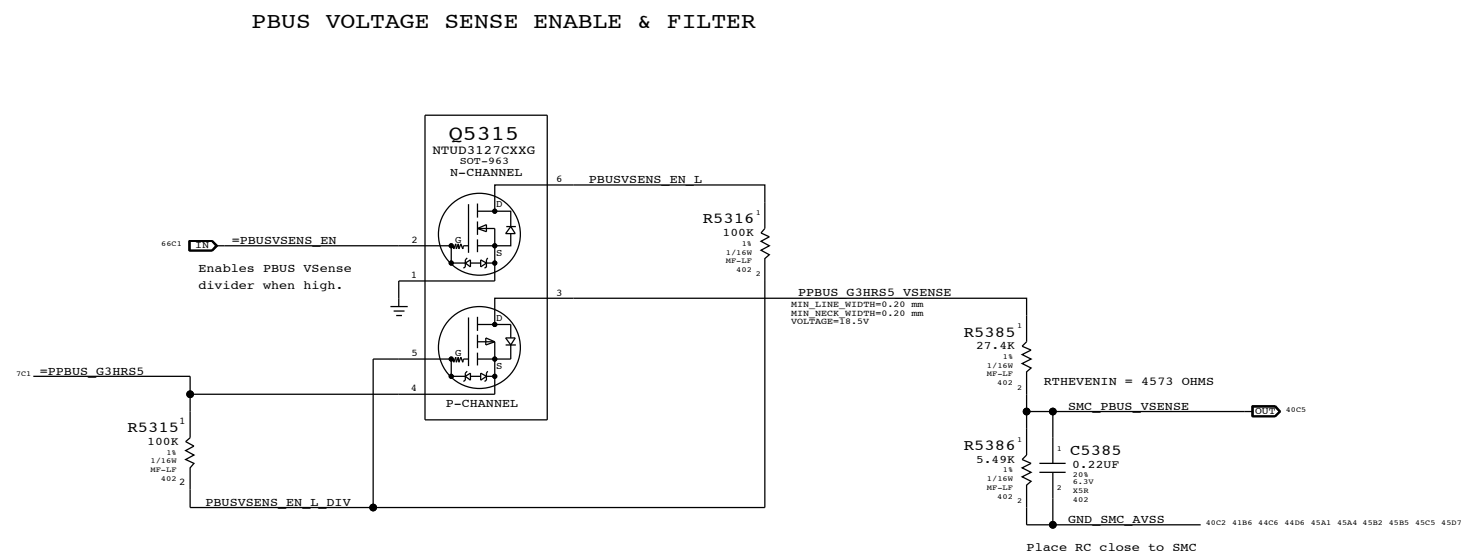 PBUS VOLTAGE SENSE ENABLE & FILTER
Q5315
NTUD3127CXXG
SOT-963
N-CHANNEL
6
PBUSVSENS_EN_L
D
G
S
66C1
IN
=PBUSVSENS_EN
2
Enables PBUS VSense
divider when high.
1
R5316
1
100K
1%
1/16W
MF-LF
402
2
3
PPBUS_G3HRS5_VSENSE
MIN_LINE_WIDTH=0.20 mm
MIN_NECK_WIDTH=0.20 mm
VOLTAGE=18.5V
D
G
S
5
4
P-CHANNEL
7C1
=PPBUS_G3HRS5
R5315
1
100K
1%
1/16W
MF-LF
402
2
PBUSVSENS_EN_L_DIV
R5385
1
27.4K
1%
1/16W
MF-LF
402
2
RTHEVENIN = 4573 OHMS
SMC_PBUS_VSENSE
OUT
40C5
R5386
1
5.49K
1%
1/16W
MF-LF
402
2
1
C5385
0.22UF
20%
6.3V
X5R
402
2
GND_SMC_AVSS
40C2 41B6 44C6 44D6 45A1 45A4 45B2 45B5 45C5 45D7
Place RC close to SMC